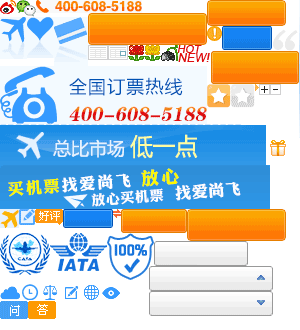 400-608-5188
HOT
NEW!
全国订票热线
400-608-5188
总比市场 低一点
买机票找爱尚飞 放心
放心买机票 找爱尚飞
好评
CATA
IATA
100%
问 答